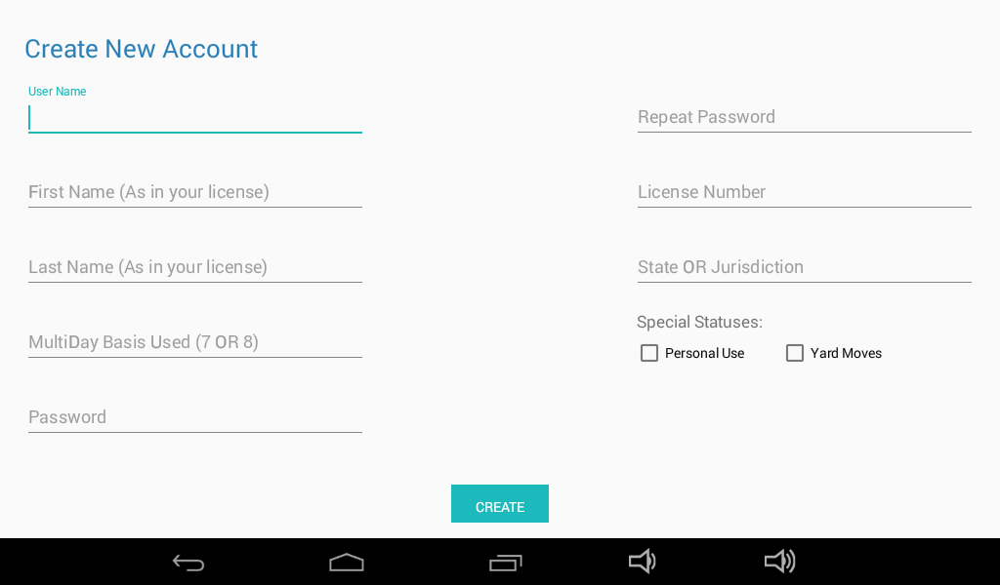 Create New Account
User Name
First Name (As in your license)
Last Name (As in your license)
MultiDay Basis Used (7 OR 8)
Password
Repeat Password
License Number
State OR Jurisdiction
Special Statuses:
Personal Use
Yard Moves
CREATE